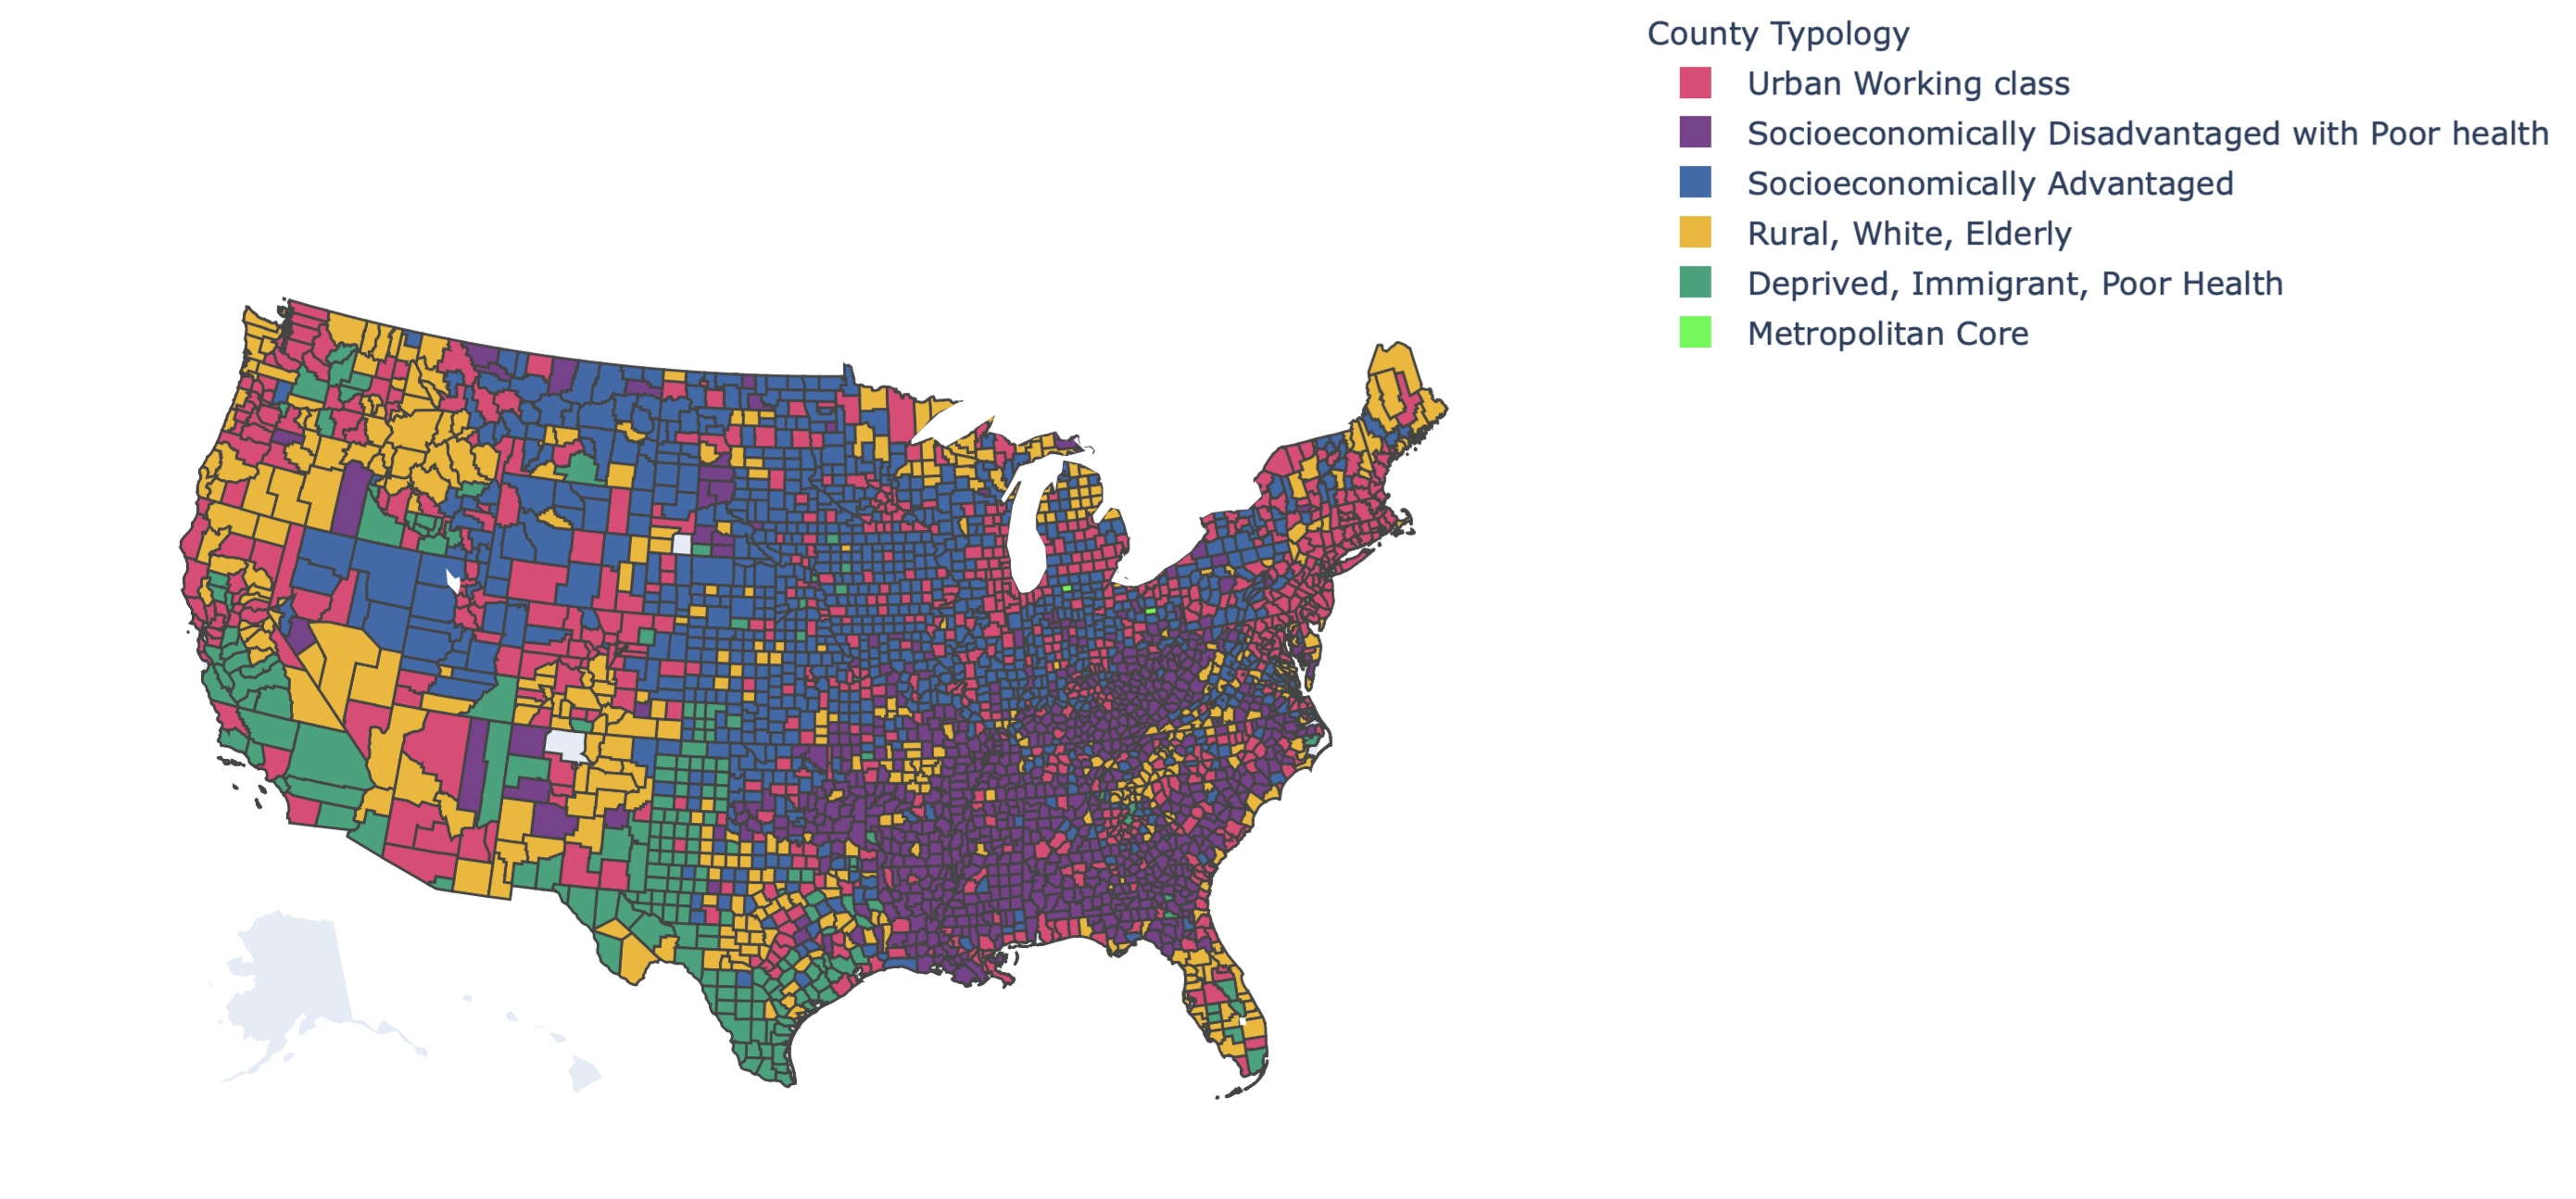 County Typology
Urban Working class
Socioeconomically Disadvantaged with Poor health
Socioeconomically Advantaged
Rural, White, Elderly
Deprived, Immigrant, Poor Health
Metropolitan Core